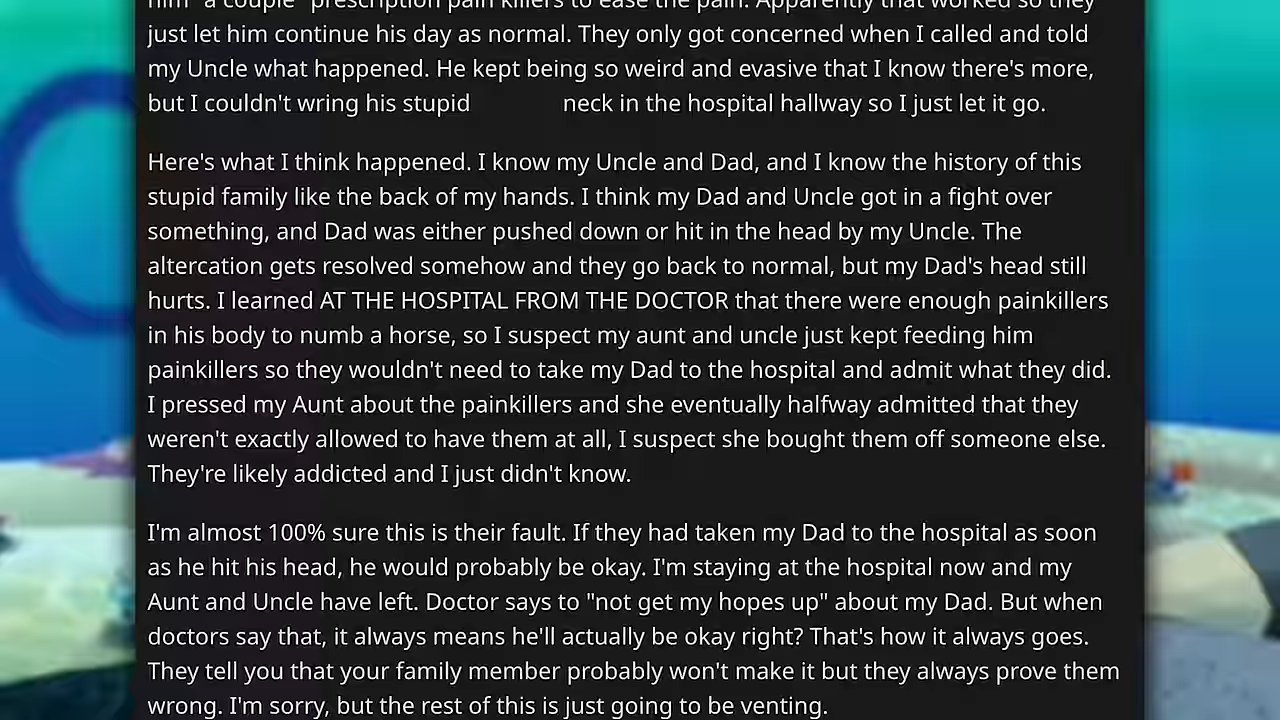 him "a couple" prescription pain killers to ease the pain. Apparently that worked so they
just let him continue his day as normal. They only got concerned when I called and told
my Uncle what happened. He kept being so weird and evasive that I know there's more,
but I couldn't wring his stupid neck in the hospital hallway so I just let it go.
Here's what I think happened. I know my Uncle and Dad, and I know the history of this
stupid family like the back of my hands. I think my Dad and Uncle got in a fight over
something, and Dad was either pushed down or hit in the head by my Uncle. The
altercation gets resolved somehow and they go back to normal, but my Dad's head still
hurts. I learned AT THE HOSPITAL FROM THE DOCTOR that there were enough painkillers
in his body to numb a horse, so I suspect my aunt and uncle just kept feeding him
painkillers so they wouldn't need to take my Dad to the hospital and admit what they did.
I pressed my Aunt about the painkillers and she eventually halfway admitted that they
weren't exactly allowed to have them at all, I suspect she bought them off someone else.
They're likely addicted and I just didn't know.
I'm almost 100% sure this is their fault. If they had taken my Dad to the hospital as soon
as he hit his head, he would probably be okay. I'm staying at the hospital now and my
Aunt and Uncle have left. Doctor says to "not get my hopes up" about my Dad. But when
doctors say that, it always means he'll actually be okay right? That's how it always goes.
They tell you that your family member probably won't make it but they always prove them
wrong. I'm sorry, but the rest of this is just going to be venting.